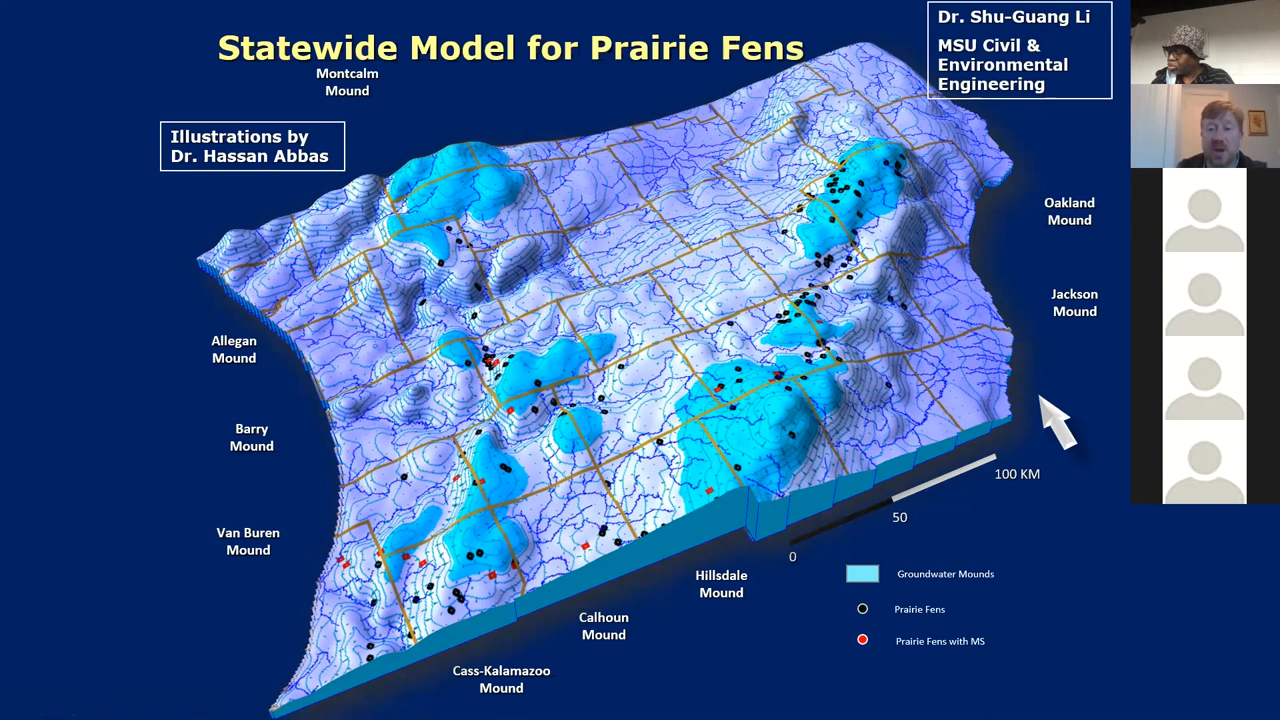 Statewide Model for Prairie Fens
Dr. Shu-Guang Li
MSU Civil &
Environmental
Engineering
Montcalm
Mound
Illustrations by
Dr. Hassan Abbas
Oakland
Mound
Jackson
Mound
Allegan
Mound
Barry
Mound
Van Buren
Mound
100 KM
50
0
Hillsdale
Mound
Calhoun
Mound
Cass-Kalamazoo
Mound
Groundwater Mounds
Prairie Fens
Prairie Fens with MS